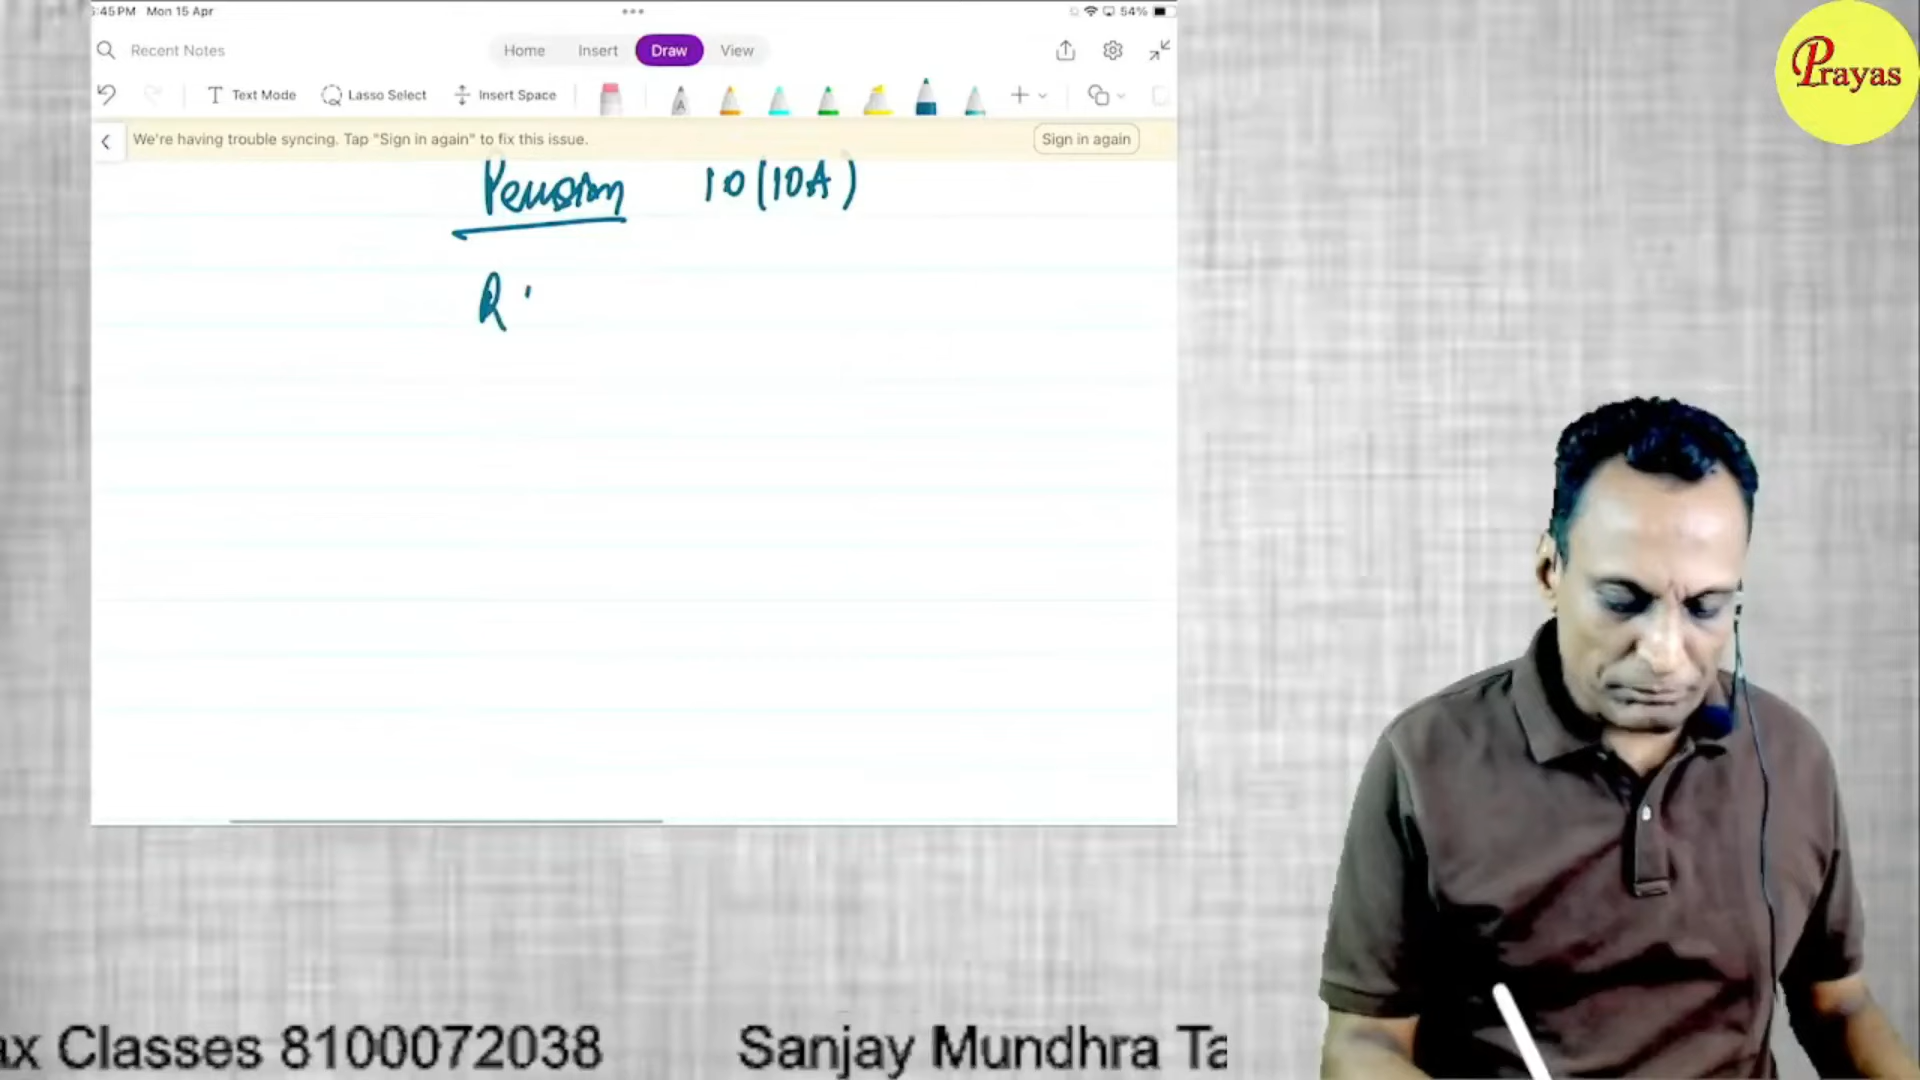 :45 PM Mon 15 Apr
54%
Recent Notes
Home Insert Draw View
Text Mode Lasso Select Insert Space
We're having trouble syncing. Tap "Sign in again" to fix this issue.
Sign in again
Prayas
Pension 10(10A)
R
ax Classes 8100072038 Sanjay Mundhra Ta